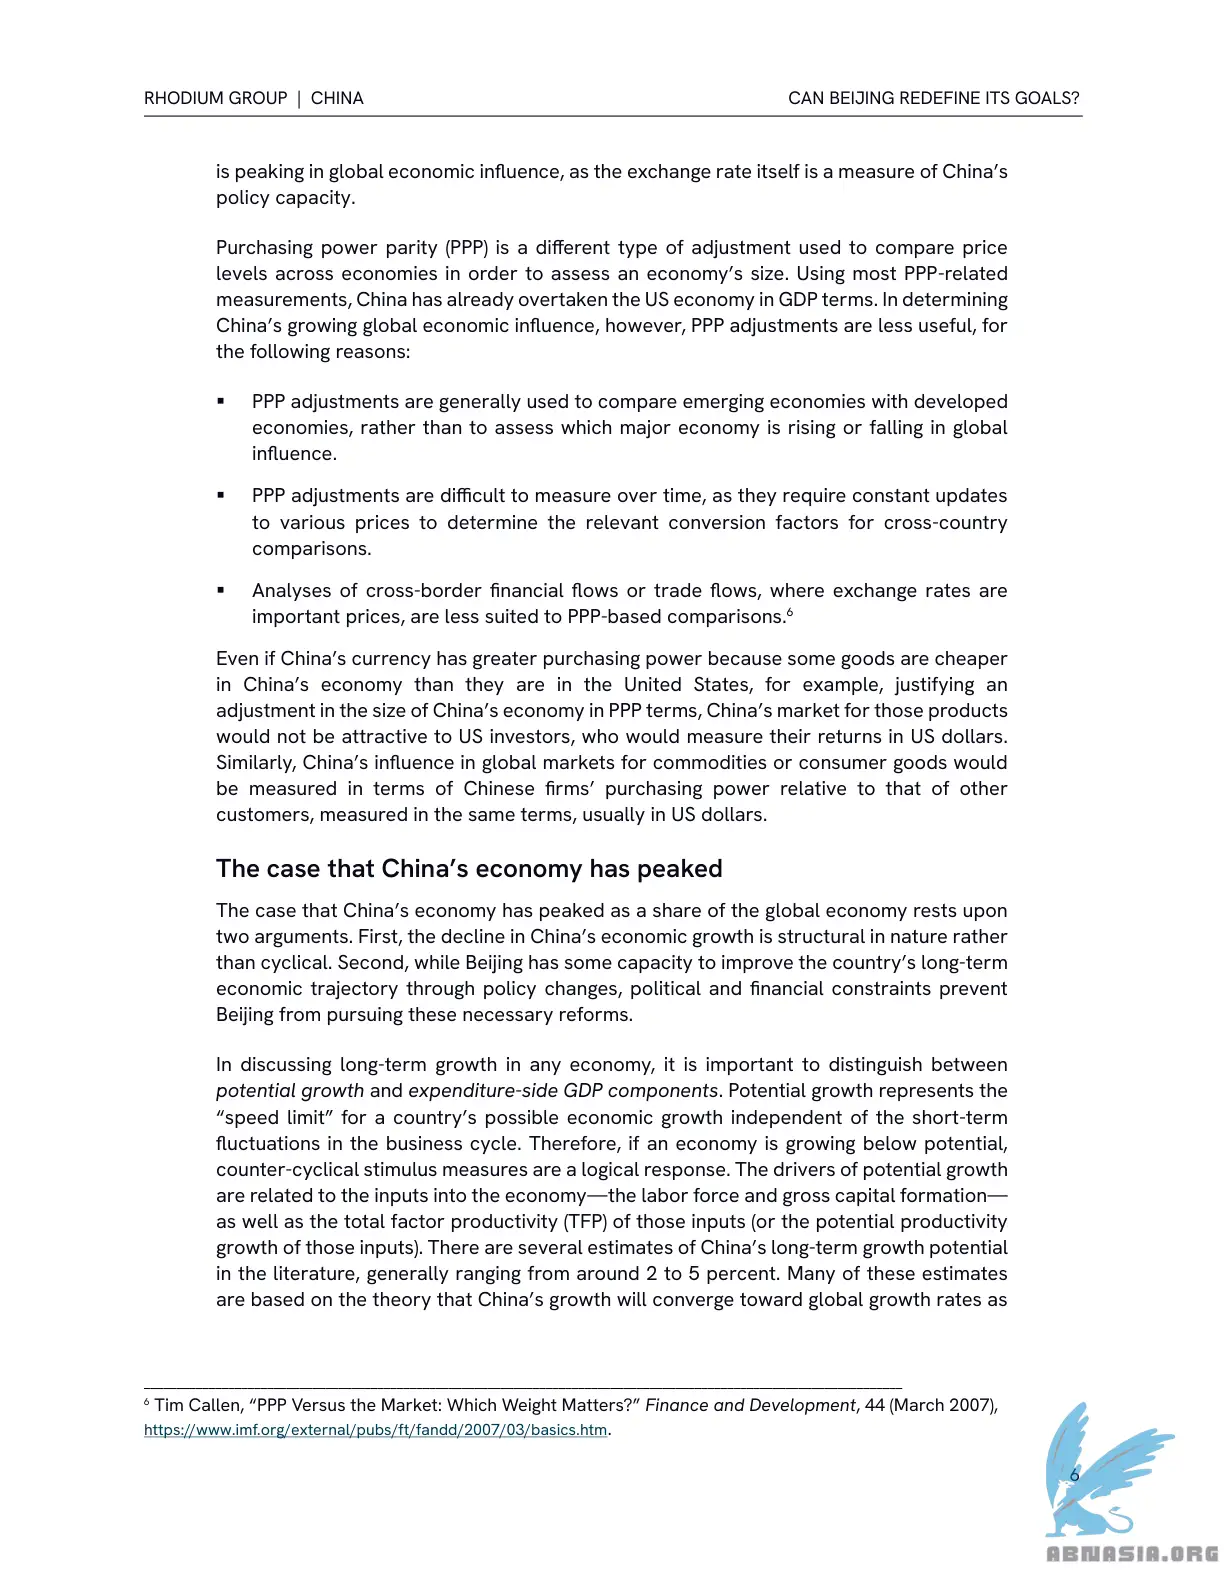 RHODIUM GROUP | CHINA
CAN BEIJING REDEFINE ITS GOALS?
is peaking in global economic influence, as the exchange rate itself is a measure of China’s
policy capacity.
Purchasing power parity (PPP) is a different type of adjustment used to compare price
levels across economies in order to assess an economy’s size. Using most PPP-related
measurements, China has already overtaken the US economy in GDP terms. In determining
China’s growing global economic influence, however, PPP adjustments are less useful, for
the following reasons:
▪ PPP adjustments are generally used to compare emerging economies with developed
economies, rather than to assess which major economy is rising or falling in global
influence.
▪ PPP adjustments are difficult to measure over time, as they require constant updates
to various prices to determine the relevant conversion factors for cross-country
comparisons.
▪ Analyses of cross-border financial flows or trade flows, where exchange rates are
important prices, are less suited to PPP-based comparisons.⁶
Even if China’s currency has greater purchasing power because some goods are cheaper
in China’s economy than they are in the United States, for example, justifying an
adjustment in the size of China’s economy in PPP terms, China’s market for those products
would not be attractive to US investors, who would measure their returns in US dollars.
Similarly, China’s influence in global markets for commodities or consumer goods would
be measured in terms of Chinese firms’ purchasing power relative to that of other
customers, measured in the same terms, usually in US dollars.
The case that China’s economy has peaked
The case that China’s economy has peaked as a share of the global economy rests upon
two arguments. First, the decline in China’s economic growth is structural in nature rather
than cyclical. Second, while Beijing has some capacity to improve the country’s long-term
economic trajectory through policy changes, political and financial constraints prevent
Beijing from pursuing these necessary reforms.
In discussing long-term growth in any economy, it is important to distinguish between
potential growth and expenditure-side GDP components. Potential growth represents the
“speed limit” for a country’s possible economic growth independent of the short-term
fluctuations in the business cycle. Therefore, if an economy is growing below potential,
counter-cyclical stimulus measures are a logical response. The drivers of potential growth
are related to the inputs into the economy—the labor force and gross capital formation—
as well as the total factor productivity (TFP) of those inputs (or the potential productivity
growth of those inputs). There are several estimates of China’s long-term growth potential
in the literature, generally ranging from around 2 to 5 percent. Many of these estimates
are based on the theory that China’s growth will converge toward global growth rates as
⁶ Tim Callen, “PPP Versus the Market: Which Weight Matters?” Finance and Development, 44 (March 2007),
https://www.imf.org/external/pubs/ft/fandd/2007/03/basics.htm.
6
ABNASIA.ORG